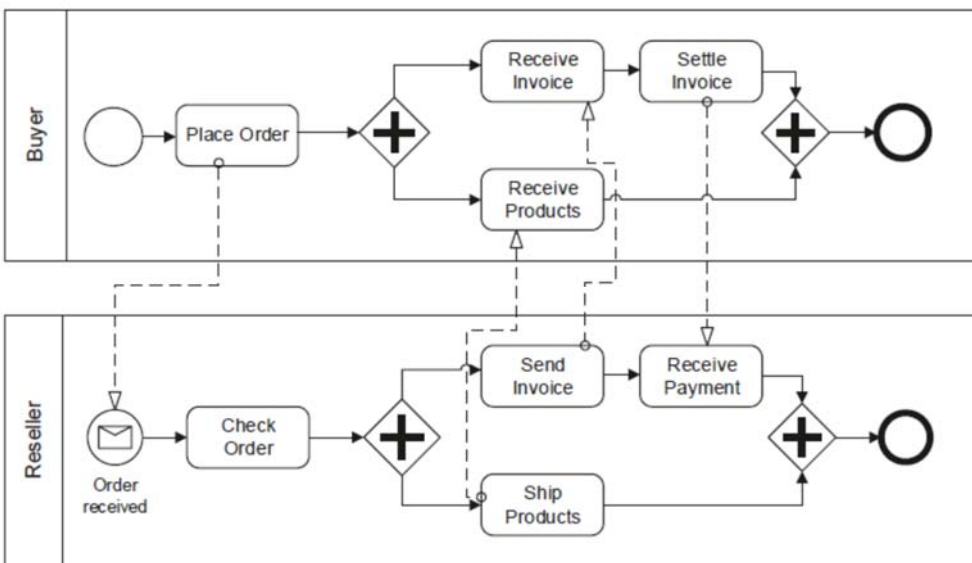 Buyer
Place Order
Receive
Invoice
Settle
Invoice
Receive
Products
Reseller
Order
received
Check
Order
Send
Invoice
Receive
Payment
Ship
Products